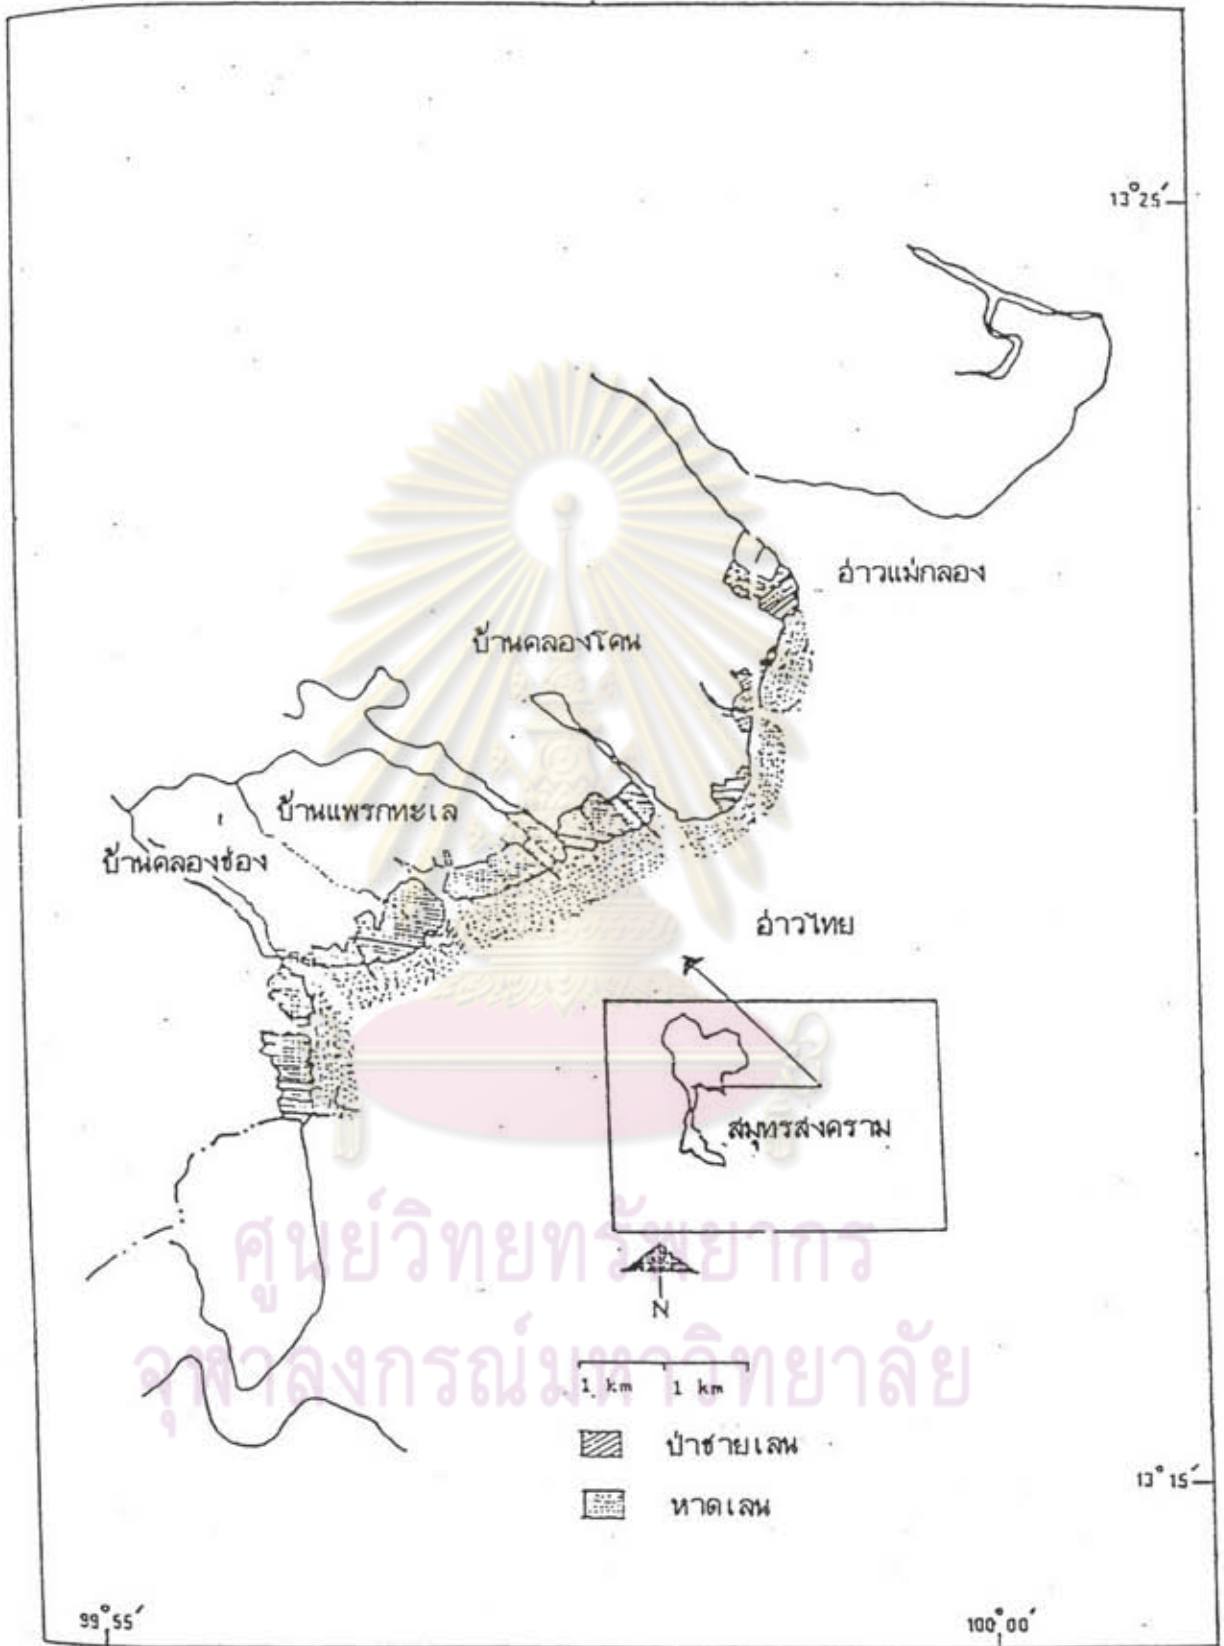 13°25′
อ่าวแม่กลอง
บ้านคลองโคน
บ้านแพรกทะเล
บ้านคลองช่อง
อ่าวไทย
สมุทรสงคราม
N
1 km 1 km
ป่าชายเลน
หาดเลน
13°15′
99°55′
100°00′
ศูนย์วิทยทรัพยากร
จุฬาลงกรณ์มหาวิทยาลัย